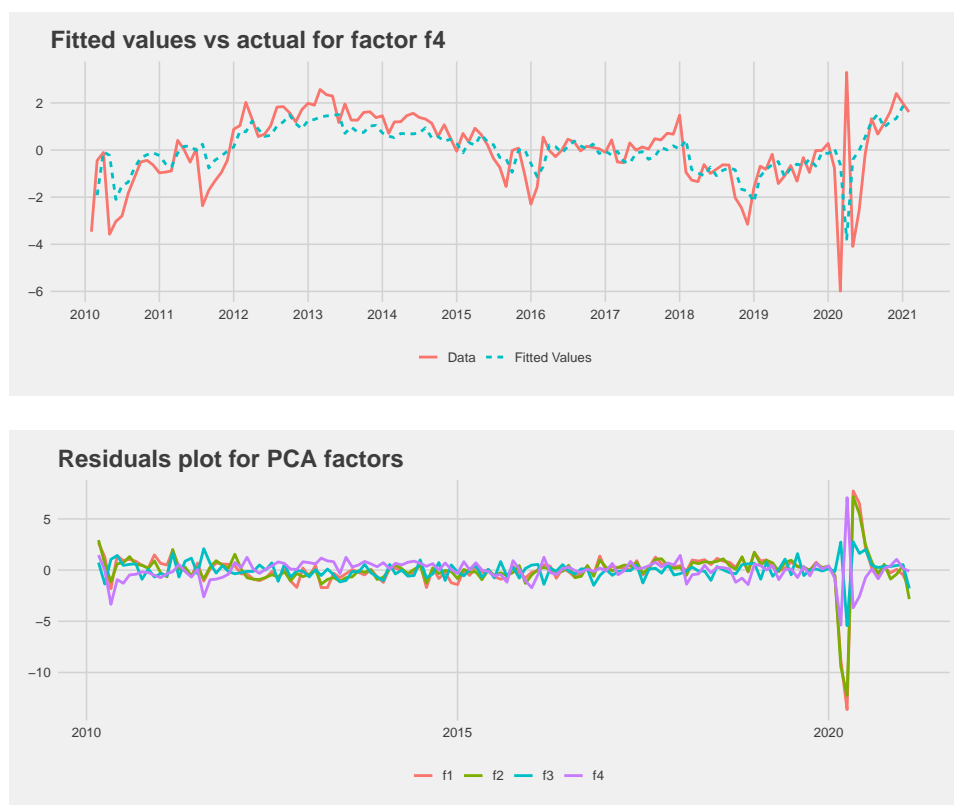 Fitted values vs actual for factor f4
2
0
−2
−4
−6
2010 2011 2012 2013 2014 2015 2016 2017 2018 2019 2020 2021
Data Fitted Values
Residuals plot for PCA factors
5
0
−5
−10
2010 2015 2020
f1 f2 f3 f4